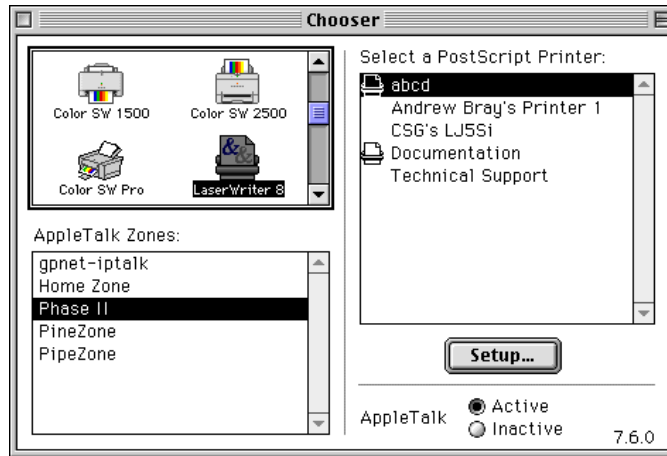 Chooser
Color SW 1500
Color SW 2500
Color SW Pro
LaserWriter 8
AppleTalk Zones:
gpnet-iptalk
Home Zone
Phase II
PineZone
PipeZone
Select a PostScript Printer:
abcd
Andrew Bray's Printer 1
CSG's LJ5Si
Documentation
Technical Support
Setup...
AppleTalk
Active
Inactive
7.6.0